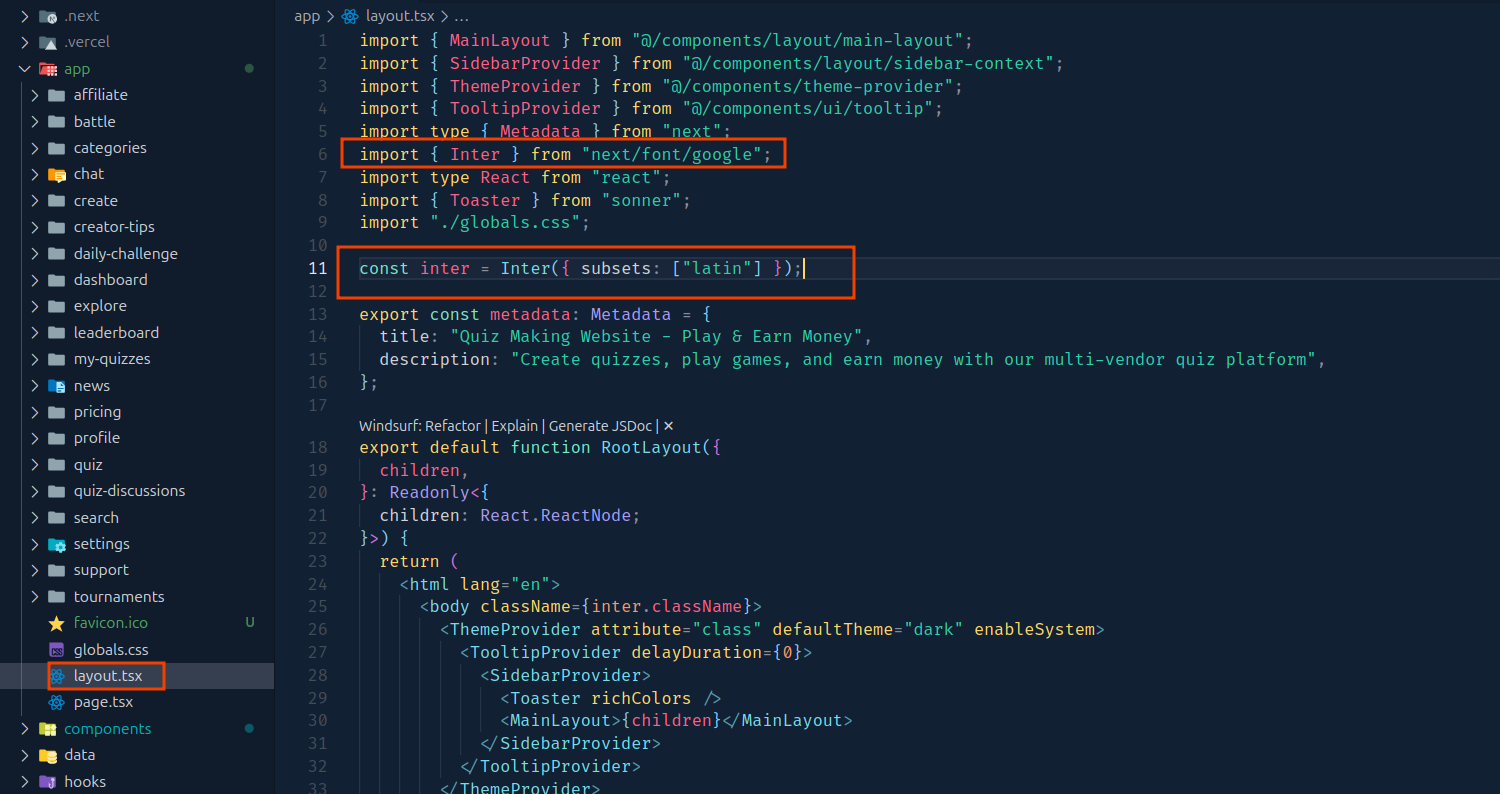 .next
.vercel
app
affiliate
battle
categories
chat
create
creator-tips
daily-challenge
dashboard
explore
leaderboard
my-quizzes
news
pricing
profile
quiz
quiz-discussions
search
settings
support
tournaments
favicon.ico U
globals.css
layout.tsx
page.tsx
components
data
hooks
app > layout.tsx > ...
1 import { MainLayout } from "@/components/layout/main-layout";
2 import { SidebarProvider } from "@/components/layout/sidebar-context";
3 import { ThemeProvider } from "@/components/theme-provider";
4 import { TooltipProvider } from "@/components/ui/tooltip";
5 import type { Metadata } from "next";
6 import { Inter } from "next/font/google";
7 import type React from "react";
8 import { Toaster } from "sonner";
9 import "./globals.css";
10
11 const inter = Inter({ subsets: ["latin"] });
12
13 export const metadata: Metadata = {
14 title: "Quiz Making Website - Play & Earn Money",
15 description: "Create quizzes, play games, and earn money with our multi-vendor quiz platform",
16 };
17
Windsurf: Refactor | Explain | Generate JSDoc | ✕
18 export default function RootLayout({
19 children,
20 }: Readonly<{
21 children: React.ReactNode;
22 }>) {
23 return (
24 <html lang="en">
25 <body className={inter.className}>
26 <ThemeProvider attribute="class" defaultTheme="dark" enableSystem>
27 <TooltipProvider delayDuration={0}>
28 <SidebarProvider>
29 <Toaster richColors />
30 <MainLayout>{children}</MainLayout>
31 </SidebarProvider>
32 </TooltipProvider>
33 </ThemeProvider>